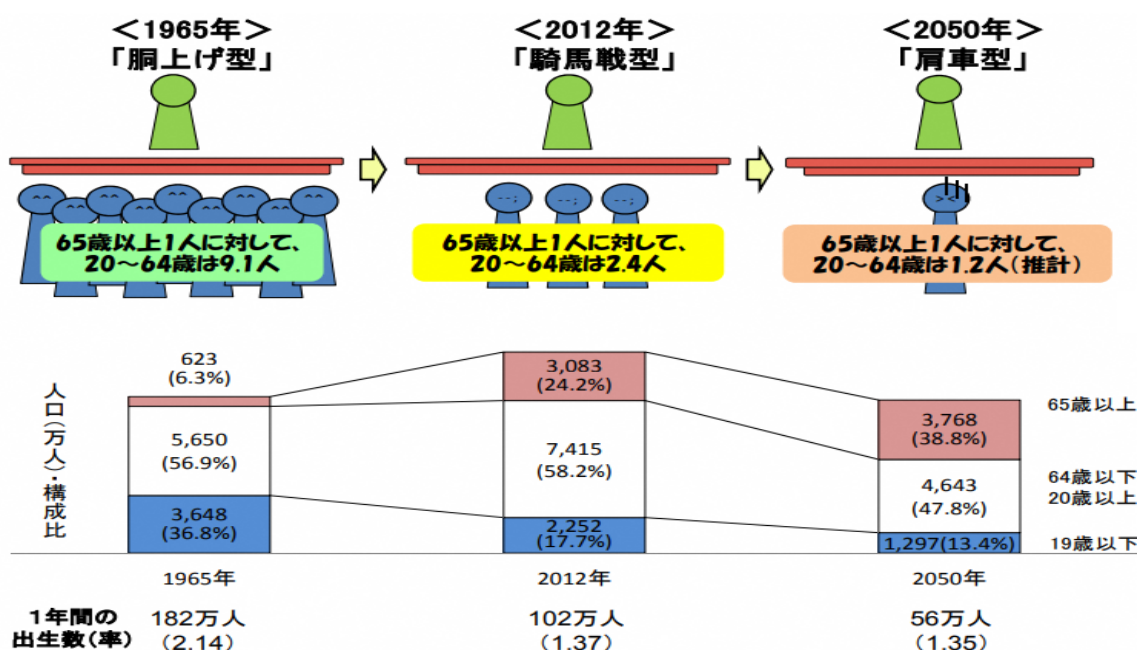 ＜1965年＞
「胴上げ型」
＜2012年＞
「騎馬戦型」
＜2050年＞
「肩車型」
65歳以上1人に対して、
20～64歳は9.1人
65歳以上1人に対して、
20～64歳は2.4人
65歳以上1人に対して、
20～64歳は1.2人（推計）
人口（万人）・構成比
623
(6.3%)
5,650
(56.9%)
3,648
(36.8%)
3,083
(24.2%)
7,415
(58.2%)
2,252
(17.7%)
3,768
(38.8%)
4,643
(47.8%)
1,297(13.4%)
65歳以上
64歳以下
20歳以上
19歳以下
1965年
2012年
2050年
1年間の
出生数（率）
182万人
(2.14)
102万人
(1.37)
56万人
(1.35)